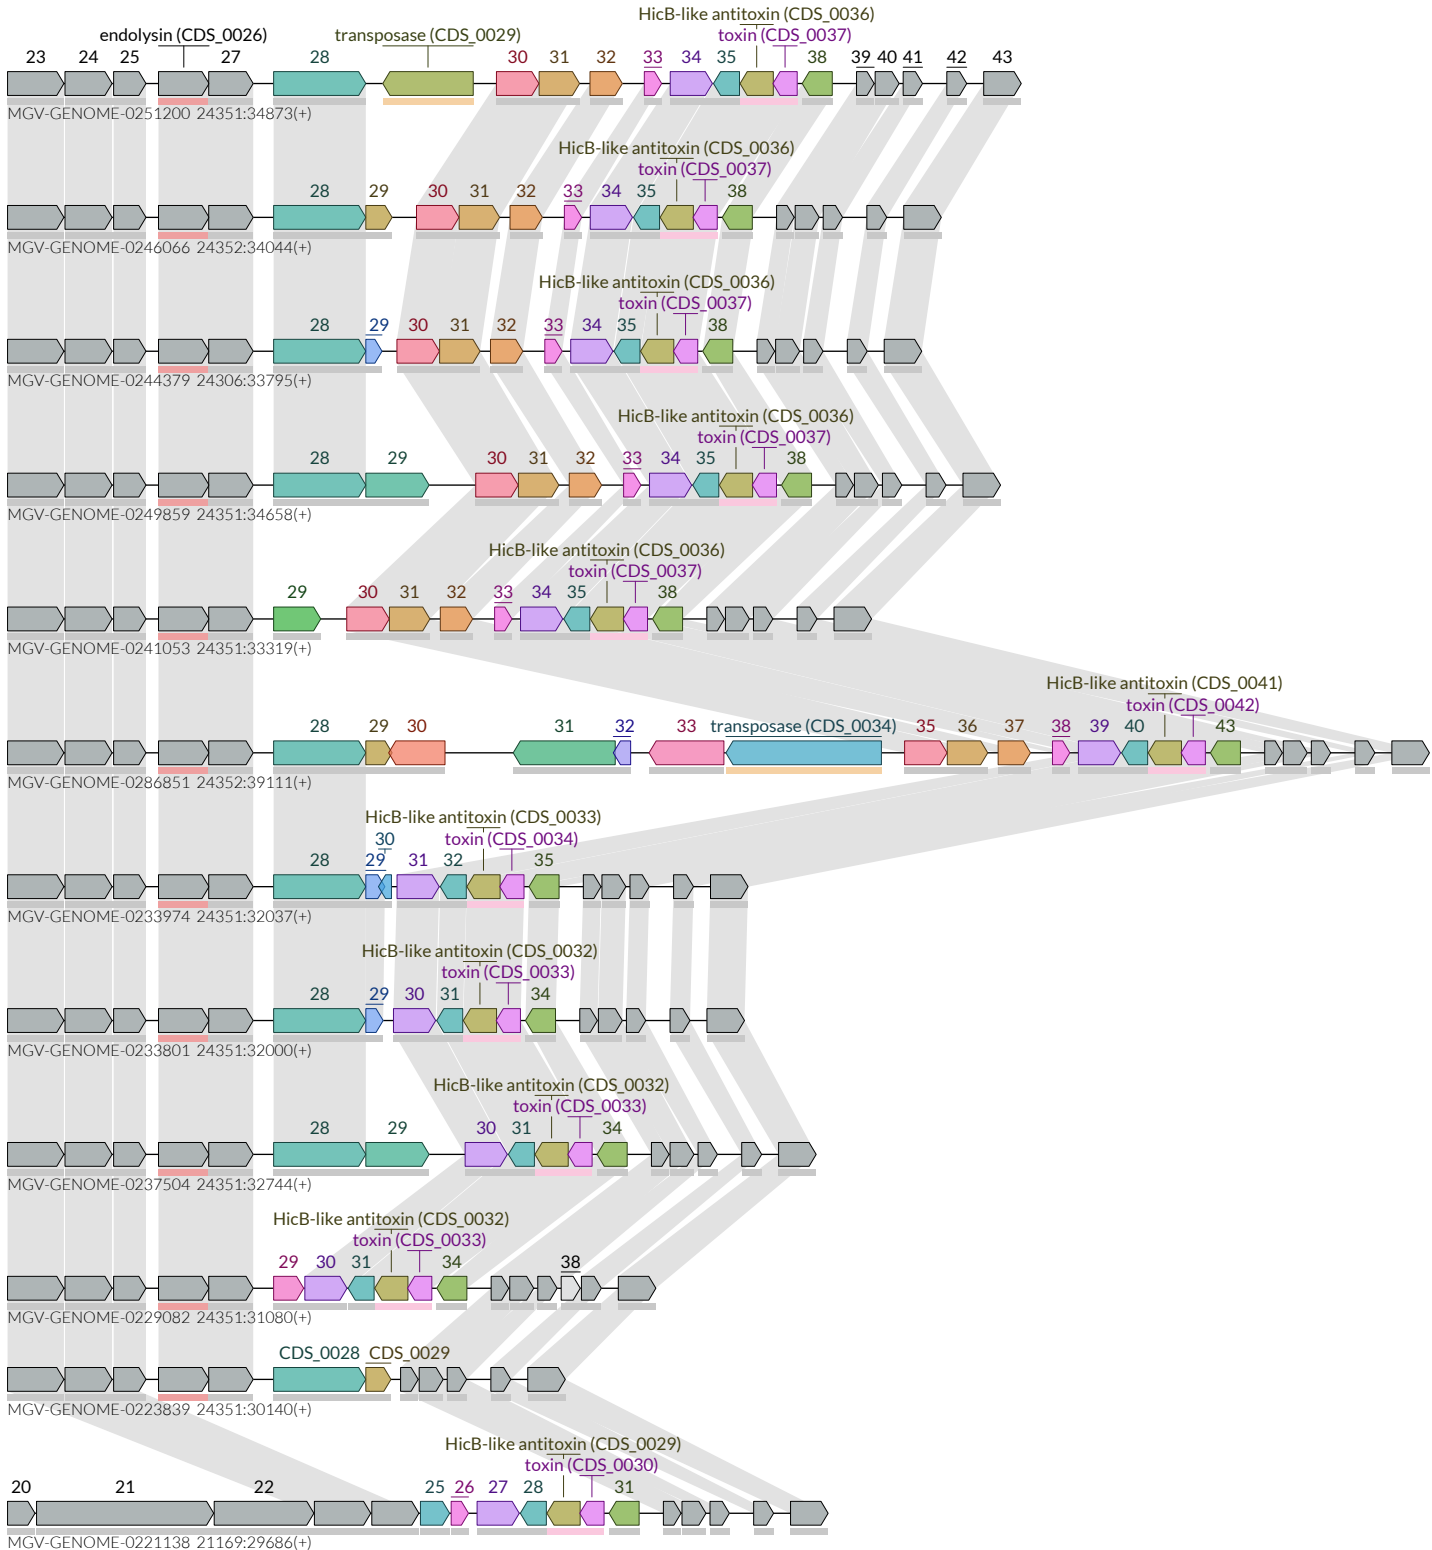 HicB-like antitoxin (CDS_0036)
endolysin (CDS_0026) transposase (CDS_0029) toxin (CDS_0037)
23 24 25 27 28 30 31 32 33 34 35 38 39 40 41 42 43
MGV-GENOME-0251200 24351:34873(+)
HicB-like antitoxin (CDS_0036)
toxin (CDS_0037)
28 29 30 31 32 33 34 35 38
MGV-GENOME-0246066 24352:34044(+)
HicB-like antitoxin (CDS_0036)
toxin (CDS_0037)
28 29 30 31 32 33 34 35 38
MGV-GENOME-0244379 24306:33795(+)
HicB-like antitoxin (CDS_0036)
toxin (CDS_0037)
28 29 30 31 32 33 34 35 38
MGV-GENOME-0249859 24351:34658(+)
HicB-like antitoxin (CDS_0036)
toxin (CDS_0037)
29 30 31 32 33 34 35 38
MGV-GENOME-0241053 24351:33319(+)
HicB-like antitoxin (CDS_0041)
toxin (CDS_0042)
28 29 30 31 32 33 transposase (CDS_0034) 35 36 37 38 39 40 43
MGV-GENOME-0286851 24352:39111(+)
HicB-like antitoxin (CDS_0033)
30 toxin (CDS_0034)
28 29 31 32 35
MGV-GENOME-0233974 24351:32037(+)
HicB-like antitoxin (CDS_0032)
toxin (CDS_0033)
28 29 30 31 34
MGV-GENOME-0233801 24351:32000(+)
HicB-like antitoxin (CDS_0032)
toxin (CDS_0033)
28 29 30 31 34
MGV-GENOME-0237504 24351:32744(+)
HicB-like antitoxin (CDS_0032)
toxin (CDS_0033)
29 30 31 34 38
MGV-GENOME-0229082 24351:31080(+)
CDS_0028 CDS_0029
MGV-GENOME-0223839 24351:30140(+)
HicB-like antitoxin (CDS_0029)
toxin (CDS_0030)
20 21 22 25 26 27 28 31
MGV-GENOME-0221138 21169:29686(+)